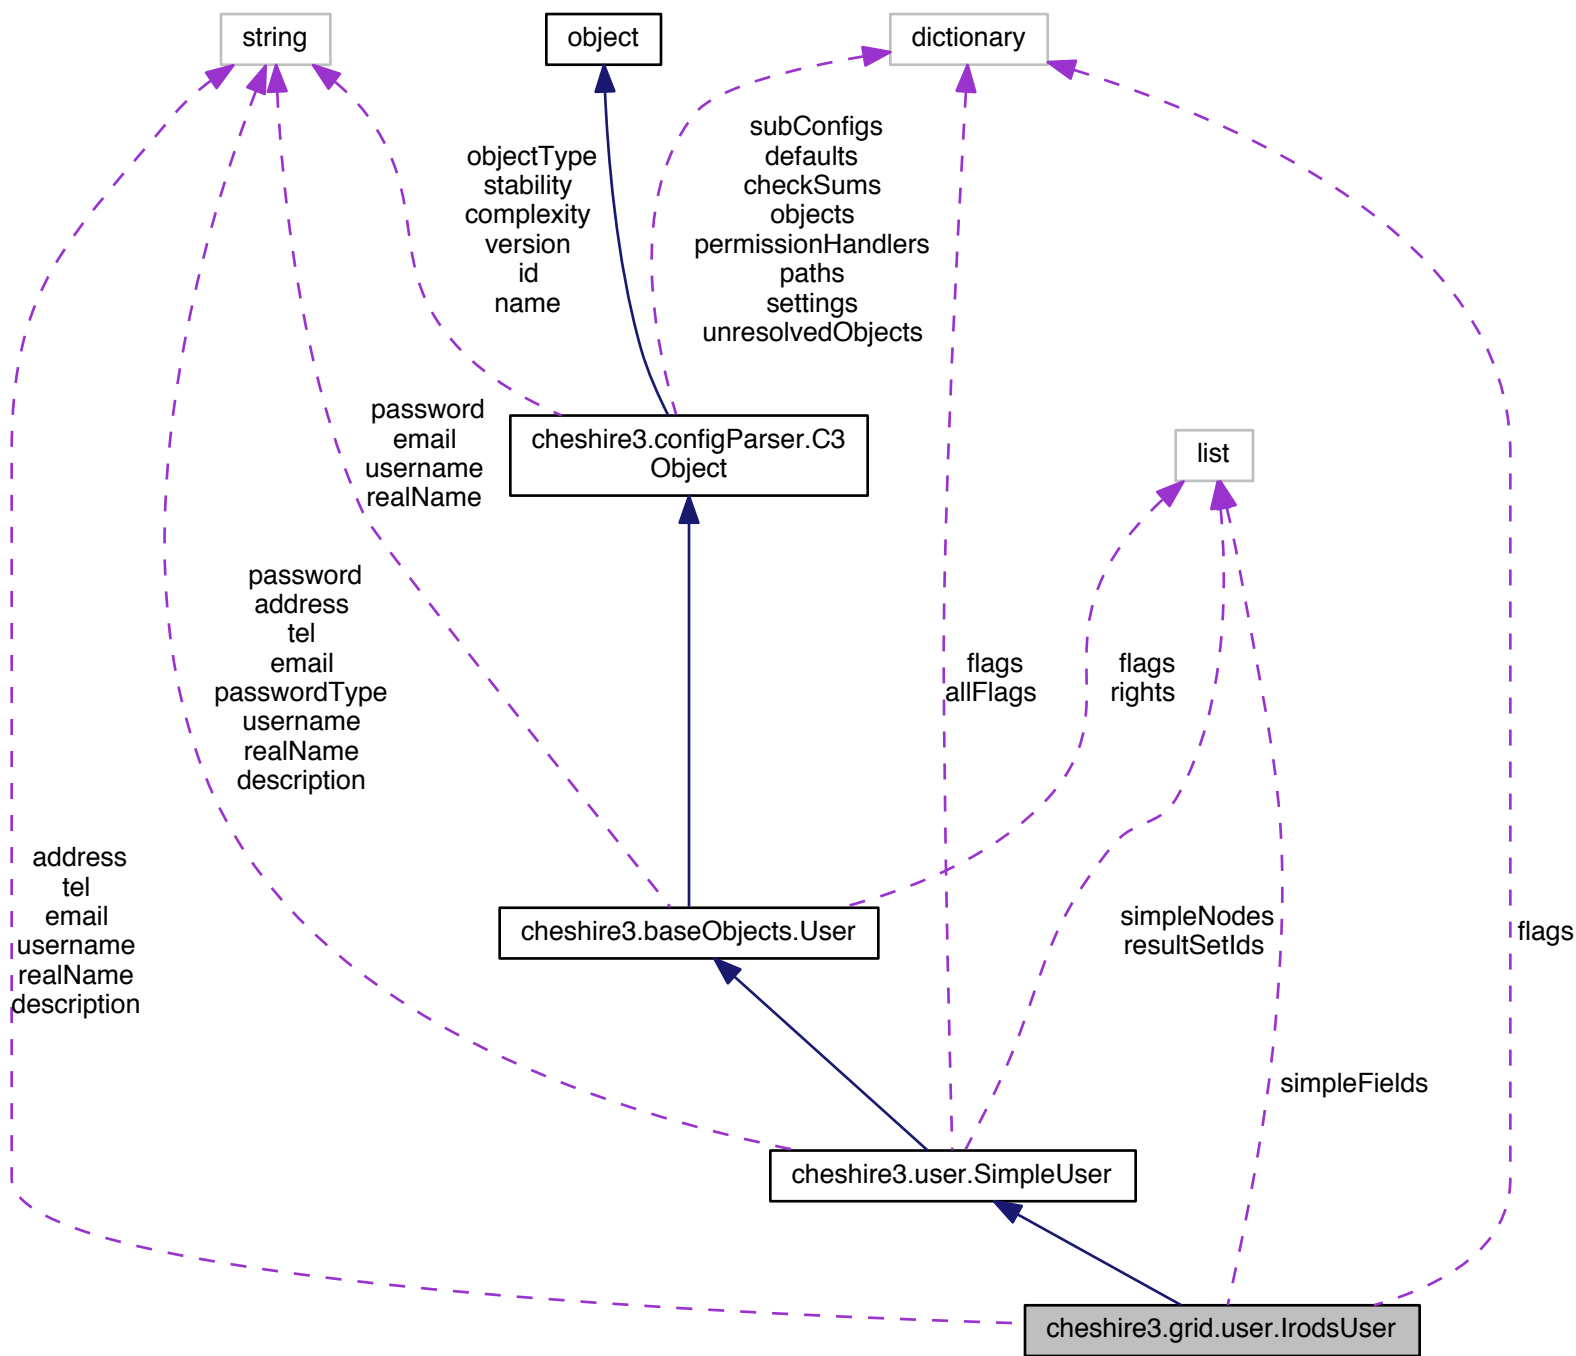 string
object
dictionary
objectType
stability
complexity
version
id
name
subConfigs
defaults
checkSums
objects
permissionHandlers
paths
settings
unresolvedObjects
password
email
username
realName
cheshire3.configParser.C3
Object
list
password
address
tel
email
passwordType
username
realName
description
flags
allFlags
flags
rights
address
tel
email
username
realName
description
cheshire3.baseObjects.User
simpleNodes
resultSetIds
flags
simpleFields
cheshire3.user.SimpleUser
cheshire3.grid.user.IrodsUser